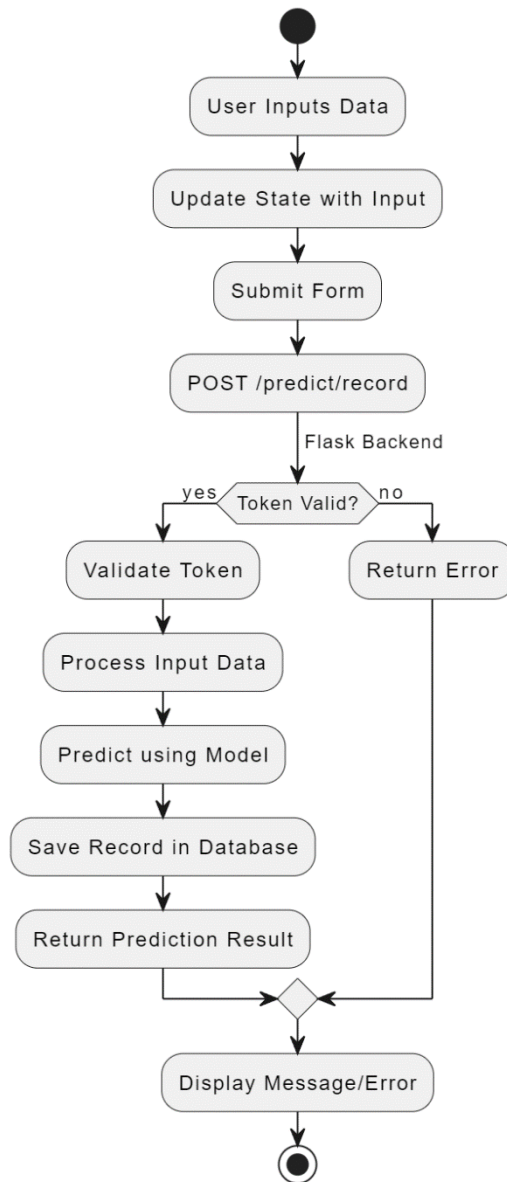 User Inputs Data
Update State with Input
Submit Form
POST /predict/record
Flask Backend
yes
Token Valid?
no
Validate Token
Return Error
Process Input Data
Predict using Model
Save Record in Database
Return Prediction Result
Display Message/Error